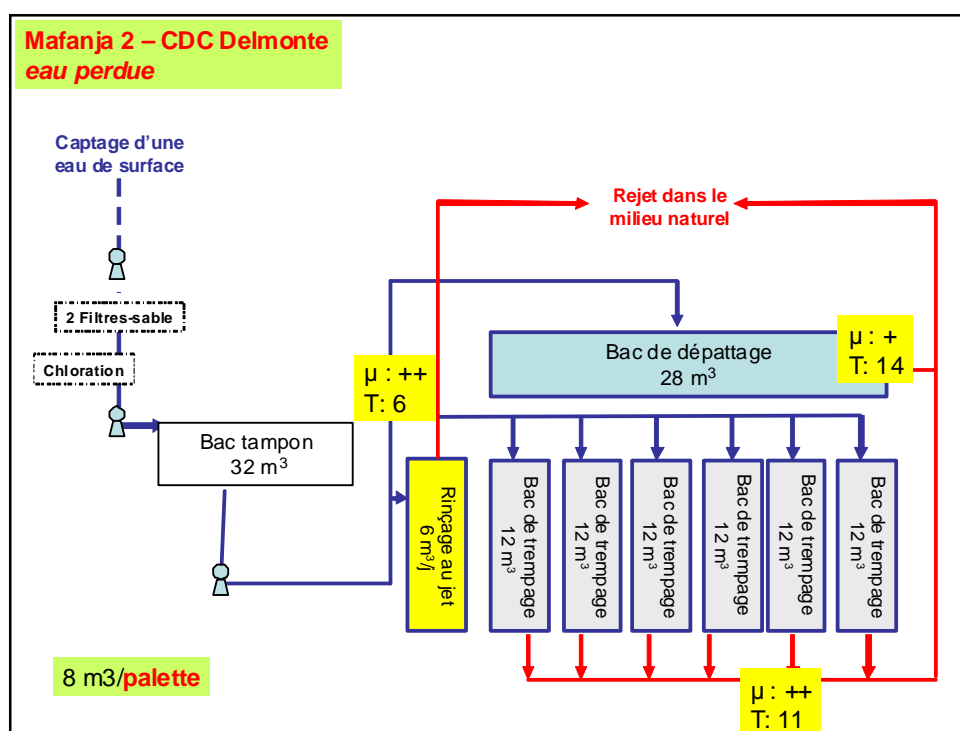 Mafanja 2 – CDC Delmonte
eau perdue
Captage d’une
eau de surface
Rejet dans le
milieu naturel
2 Filtres-sable
Chloration
Bac tampon
32 m³
µ : ++
T: 6
Bac de dépattage
28 m³
µ : +
T: 14
Rinçage au jet
6 m³/j
Bac de trempage
12 m³
Bac de trempage
12 m³
Bac de trempage
12 m³
Bac de trempage
12 m³
Bac de trempage
12 m³
Bac de trempage
12 m³
8 m3/palette
µ : ++
T: 11